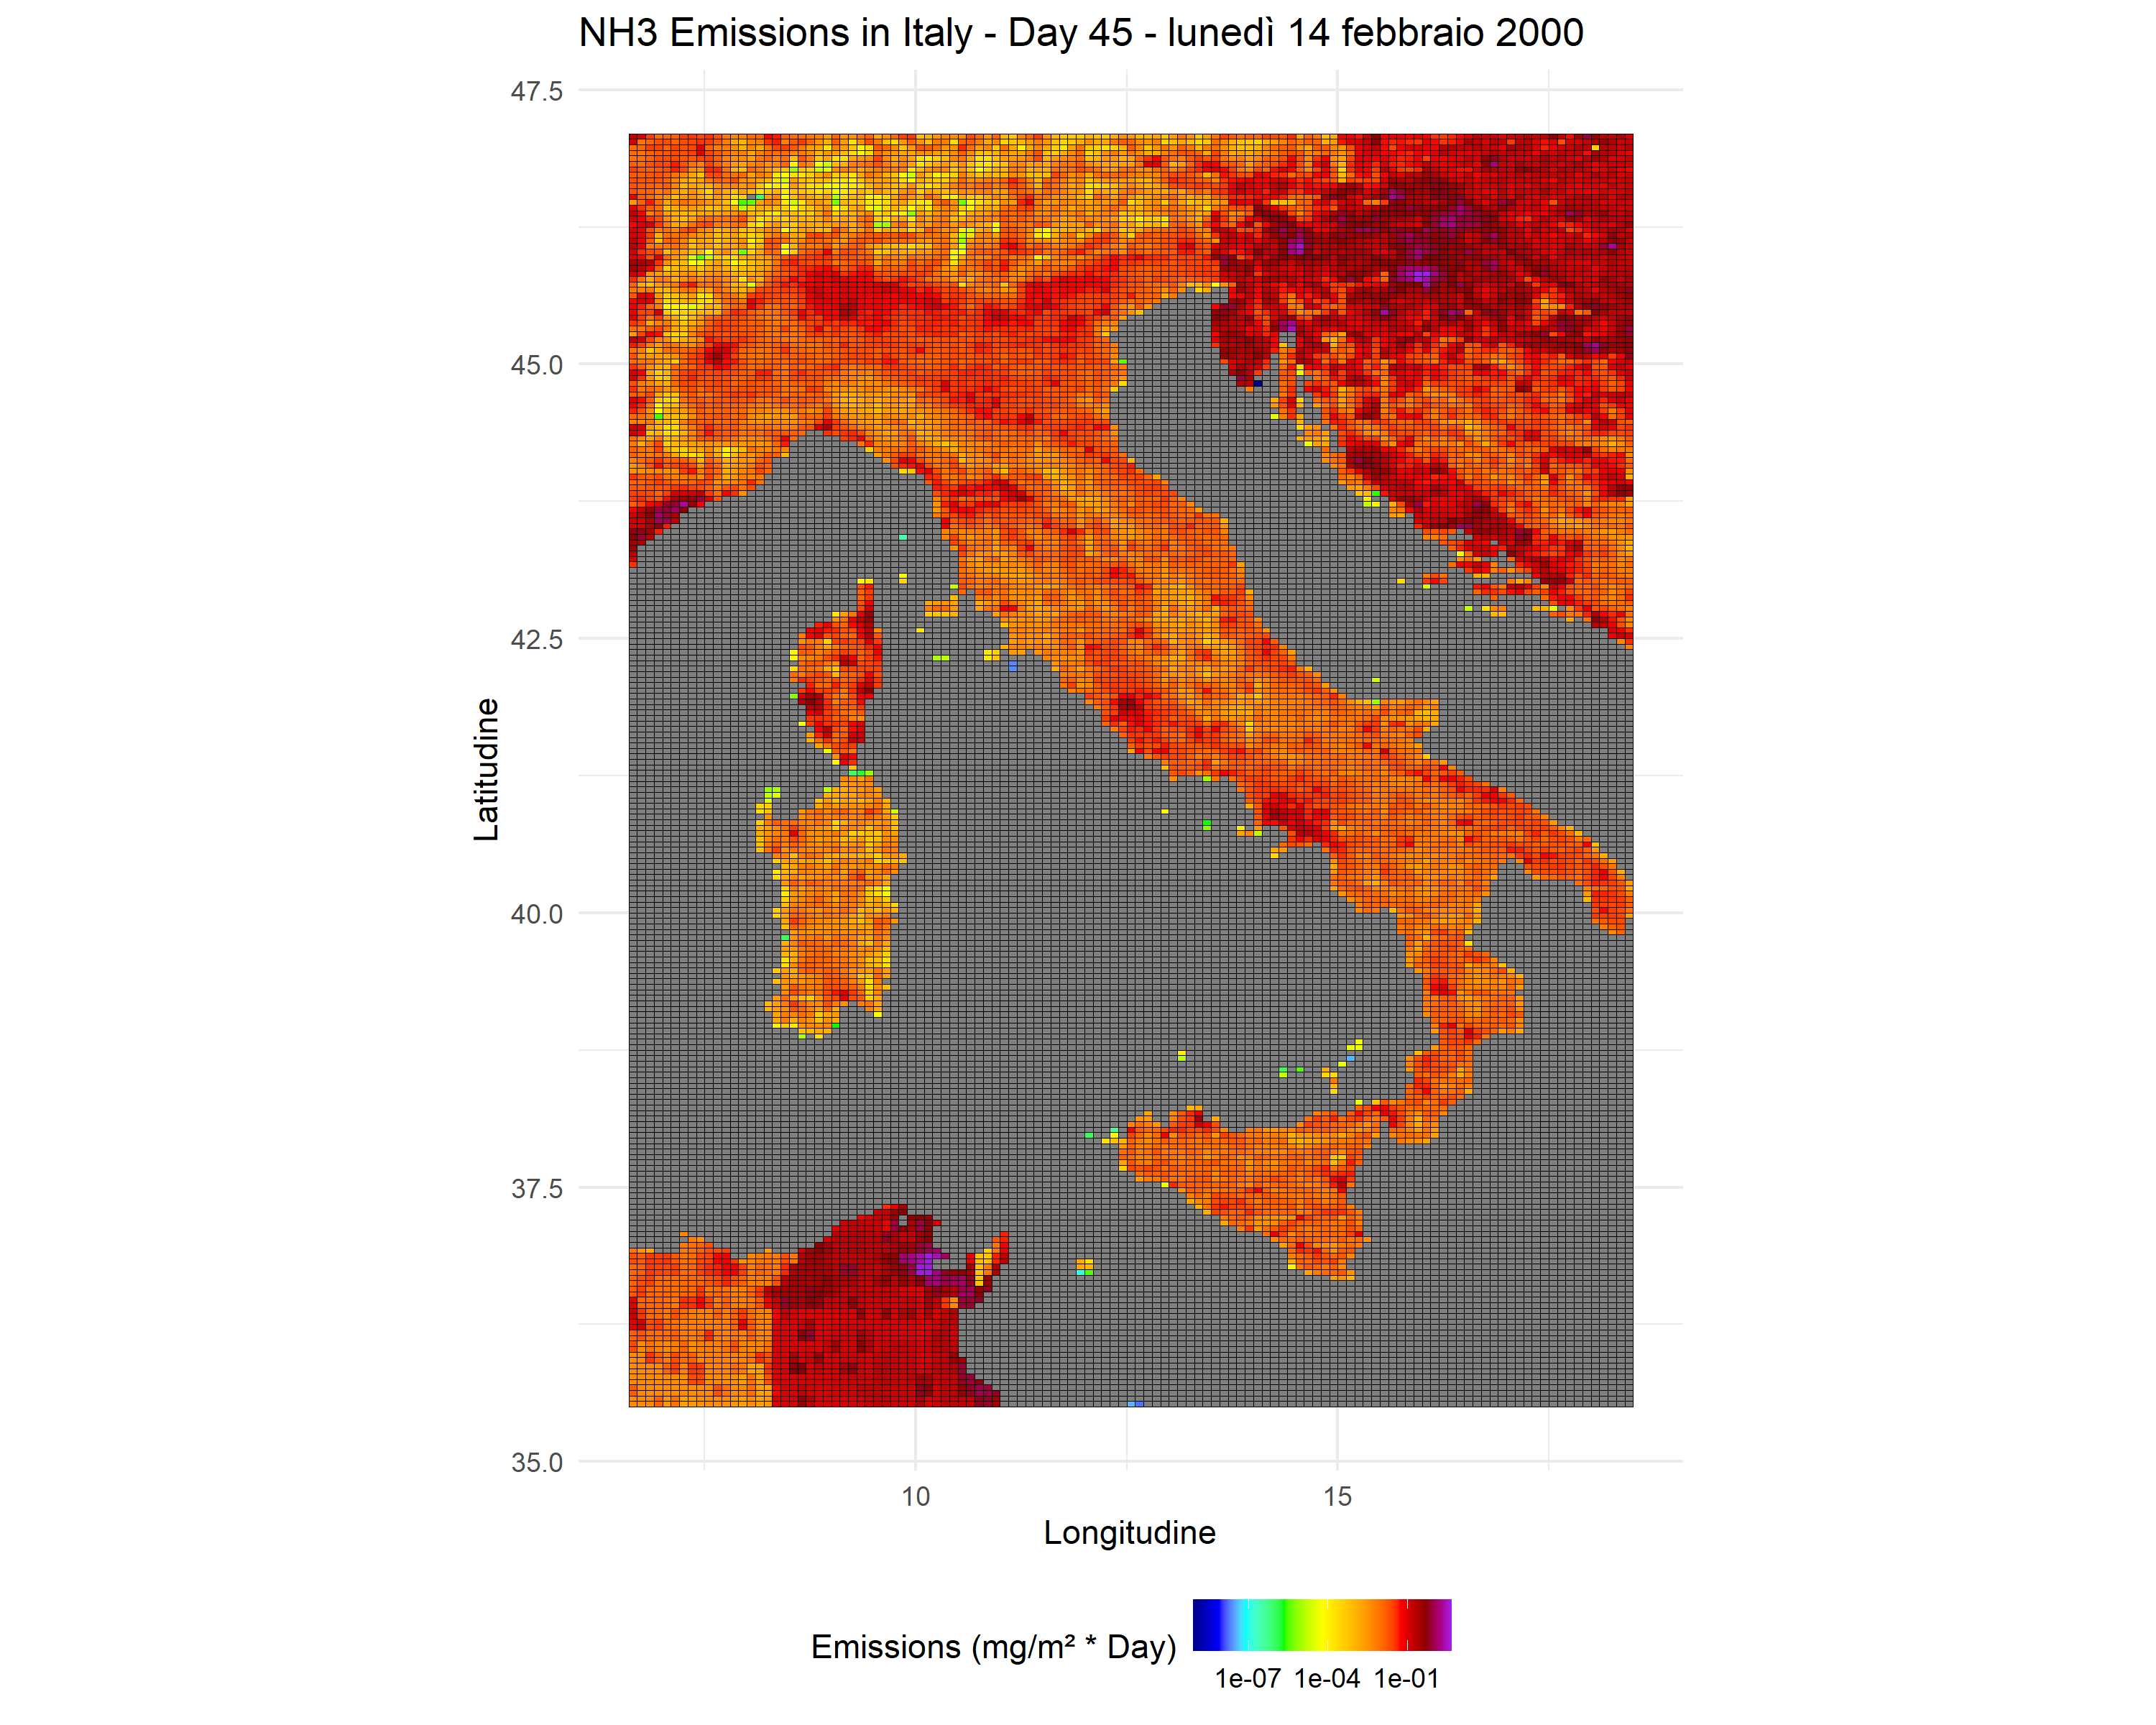 NH3 Emissions in Italy - Day 45 - lunedì 14 febbraio 2000
47.5
45.0
42.5
40.0
37.5
35.0
Latitudine
10 15
Longitudine
Emissions (mg/m² * Day)
1e-07 1e-04 1e-01